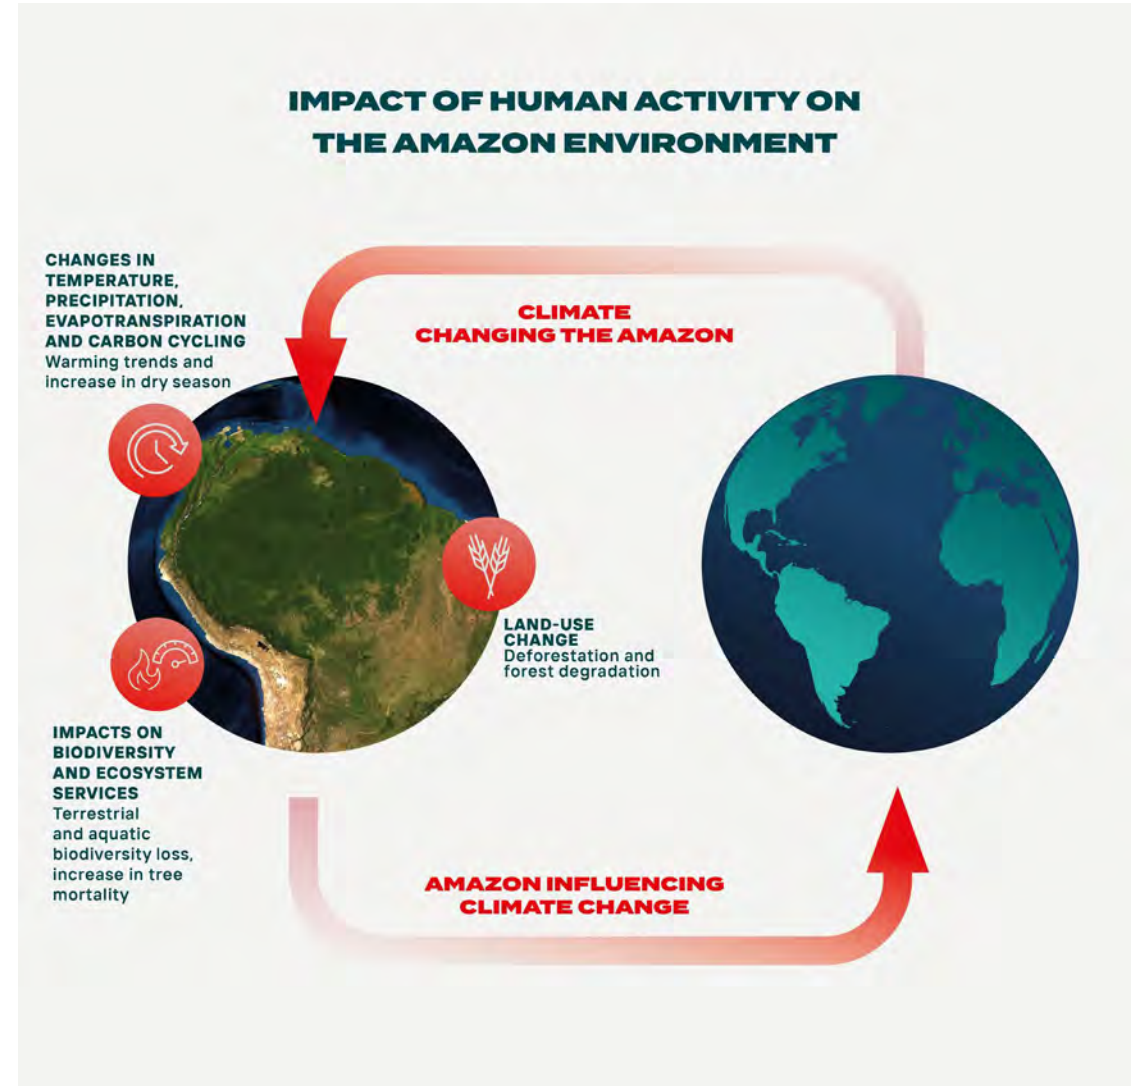 IMPACT OF HUMAN ACTIVITY ON
THE AMAZON ENVIRONMENT
CHANGES IN
TEMPERATURE,
PRECIPITATION,
EVAPOTRANSPIRATION
AND CARBON CYCLING
Warming trends and
increase in dry season
CLIMATE
CHANGING THE AMAZON
LAND-USE
CHANGE
Deforestation and
forest degradation
IMPACTS ON
BIODIVERSITY
AND ECOSYSTEM
SERVICES
Terrestrial
and aquatic
biodiversity loss,
increase in tree
mortality
AMAZON INFLUENCING
CLIMATE CHANGE